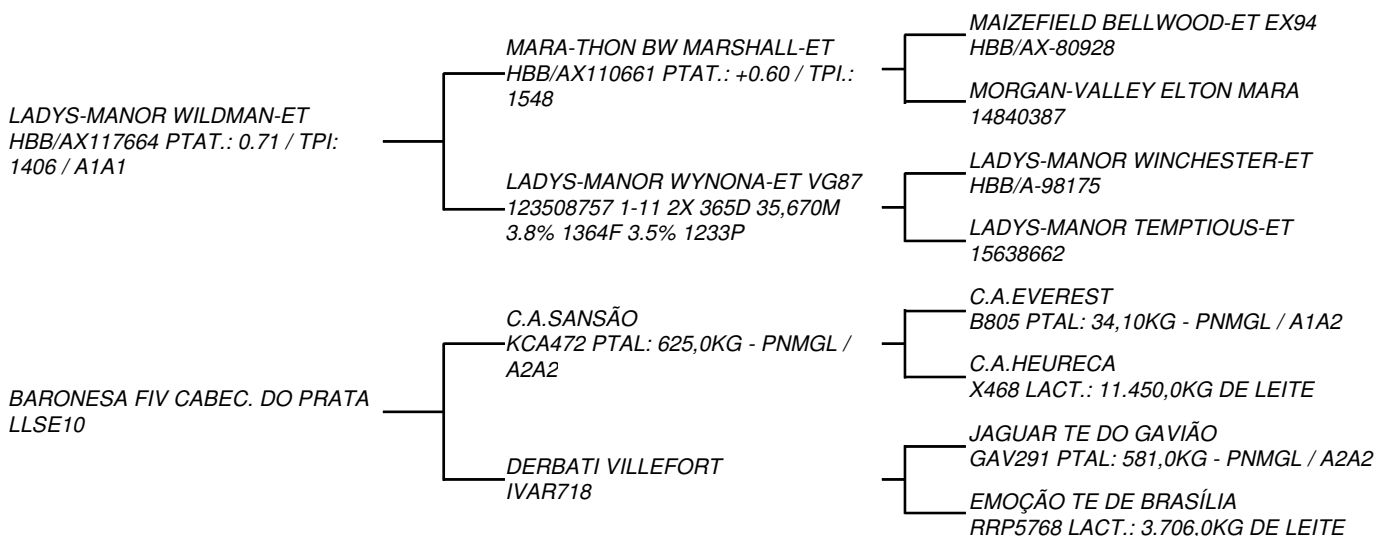 LADYS-MANOR WILDMAN-ET
HBB/AX117664 PTAT.: 0.71 / TPI:
1406 / A1A1
MARA-THON BW MARSHALL-ET
HBB/AX110661 PTAT.: +0.60 / TPI.:
1548
MAIZEFIELD BELLWOOD-ET EX94
HBB/AX-80928
MORGAN-VALLEY ELTON MARA
14840387
LADYS-MANOR WYNONA-ET VG87
123508757 1-11 2X 365D 35,670M
3.8% 1364F 3.5% 1233P
LADYS-MANOR WINCHESTER-ET
HBB/A-98175
LADYS-MANOR TEMPTIOUS-ET
15638662
BARONESA FIV CABEC. DO PRATA
LLSE10
C.A.SANSÃO
KCA472 PTAL: 625,0KG - PNMGL /
A2A2
C.A.EVEREST
B805 PTAL: 34,10KG - PNMGL / A1A2
C.A.HEURECA
X468 LACT.: 11.450,0KG DE LEITE
DERBATI VILLEFORT
IVAR718
JAGUAR TE DO GAVIÃO
GAV291 PTAL: 581,0KG - PNMGL / A2A2
EMOÇÃO TE DE BRASÍLIA
RRP5768 LACT.: 3.706,0KG DE LEITE